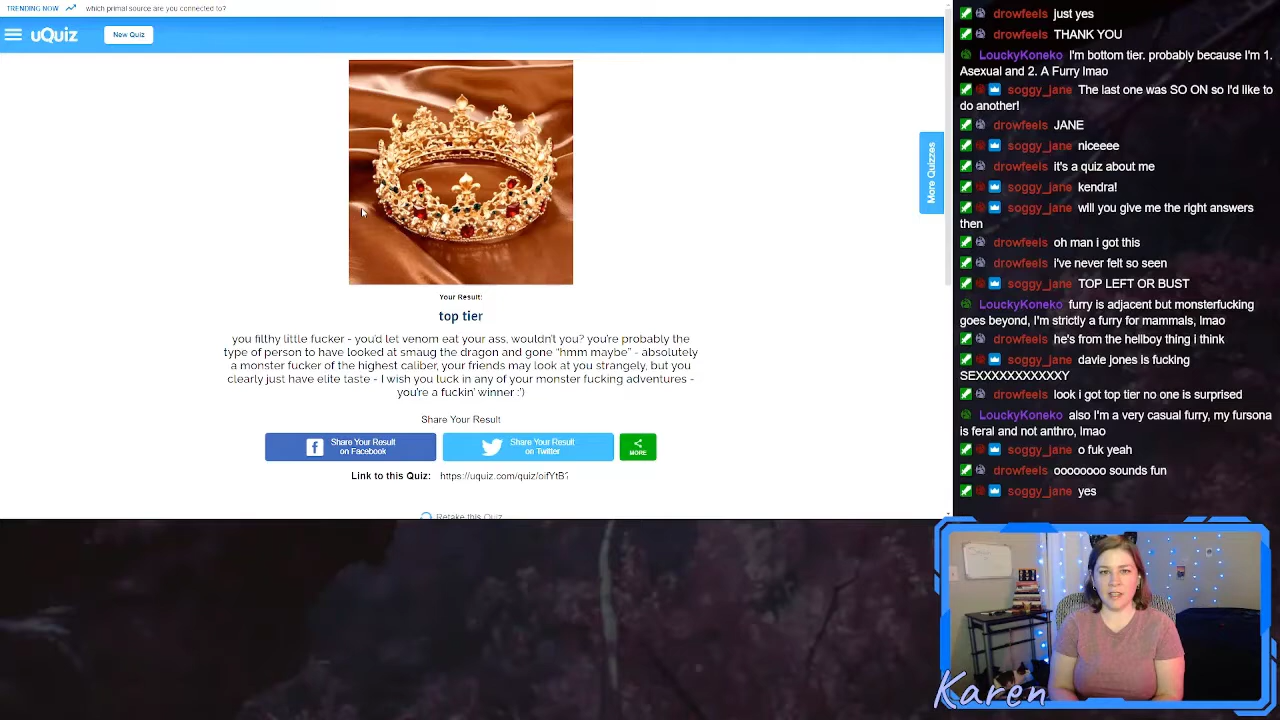 TRENDING NOW which primal source are you connected to?
uQuiz New Quiz
More Quizzes
Your Result!
top tier
you filthy little fucker - you'd let venom eat your ass, wouldn't you? you're probably the
type of person to have looked at smaug the dragon and gone "hmm maybe" - absolutely
a monster fucker of the highest caliber, your friends may look at you strangely, but you
clearly just have elite taste - I wish you luck in any of your monster fucking adventures -
you're a fuckin' winner :')
Share Your Result
Share Your Result
on Facebook
Share Your Result
on Twitter
MORE
Link to this Quiz: https://uquiz.com/quiz/oifYtB?
Retake this Quiz
drowfeels just yes
drowfeels THANK YOU
LouckyKoneko I'm bottom tier. probably because I'm 1.
Asexual and 2. A Furry lmao
soggy_jane The last one was SO ON so I'd like to
do another!
drowfeels JANE
soggy_jane niceeee
drowfeels it's a quiz about me
soggy_jane kendra!
soggy_jane will you give me the right answers
then
drowfeels oh man i got this
drowfeels i've never felt so seen
soggy_jane TOP LEFT OR BUST
LouckyKoneko furry is adjacent but monsterfucking
goes beyond, I'm strictly a furry for mammals, lmao
drowfeels he's from the hellboy thing i think
soggy_jane davie jones is fucking
SEXXXXXXXXXXY
drowfeels look i got top tier no one is surprised
LouckyKoneko also I'm a very casual furry, my fursona
is feral and not anthro, lmao
soggy_jane o fuk yeah
drowfeels oooooooo sounds fun
soggy_jane yes
Karen